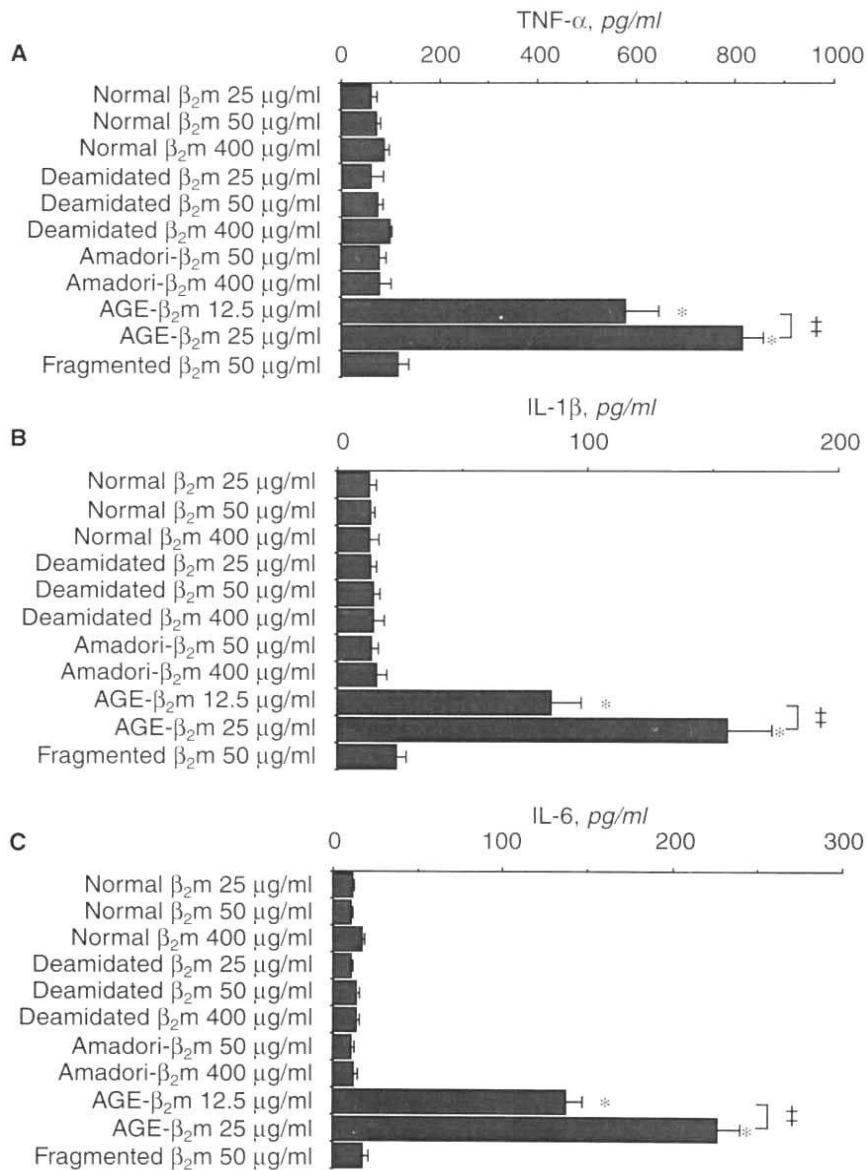 TNF-α, pg/ml
A
0 200 400 600 800 1000
Normal β₂m 25 μg/ml
Normal β₂m 50 μg/ml
Normal β₂m 400 μg/ml
Deamidated β₂m 25 μg/ml
Deamidated β₂m 50 μg/ml
Deamidated β₂m 400 μg/ml
Amadori-β₂m 50 μg/ml
Amadori-β₂m 400 μg/ml
AGE-β₂m 12.5 μg/ml *
AGE-β₂m 25 μg/ml * ‡
Fragmented β₂m 50 μg/ml
IL-1β, pg/ml
B
0 100 200
Normal β₂m 25 μg/ml
Normal β₂m 50 μg/ml
Normal β₂m 400 μg/ml
Deamidated β₂m 25 μg/ml
Deamidated β₂m 50 μg/ml
Deamidated β₂m 400 μg/ml
Amadori-β₂m 50 μg/ml
Amadori-β₂m 400 μg/ml
AGE-β₂m 12.5 μg/ml *
AGE-β₂m 25 μg/ml * ‡
Fragmented β₂m 50 μg/ml
IL-6, pg/ml
C
0 100 200 300
Normal β₂m 25 μg/ml
Normal β₂m 50 μg/ml
Normal β₂m 400 μg/ml
Deamidated β₂m 25 μg/ml
Deamidated β₂m 50 μg/ml
Deamidated β₂m 400 μg/ml
Amadori-β₂m 50 μg/ml
Amadori-β₂m 400 μg/ml
AGE-β₂m 12.5 μg/ml *
AGE-β₂m 25 μg/ml * ‡
Fragmented β₂m 50 μg/ml